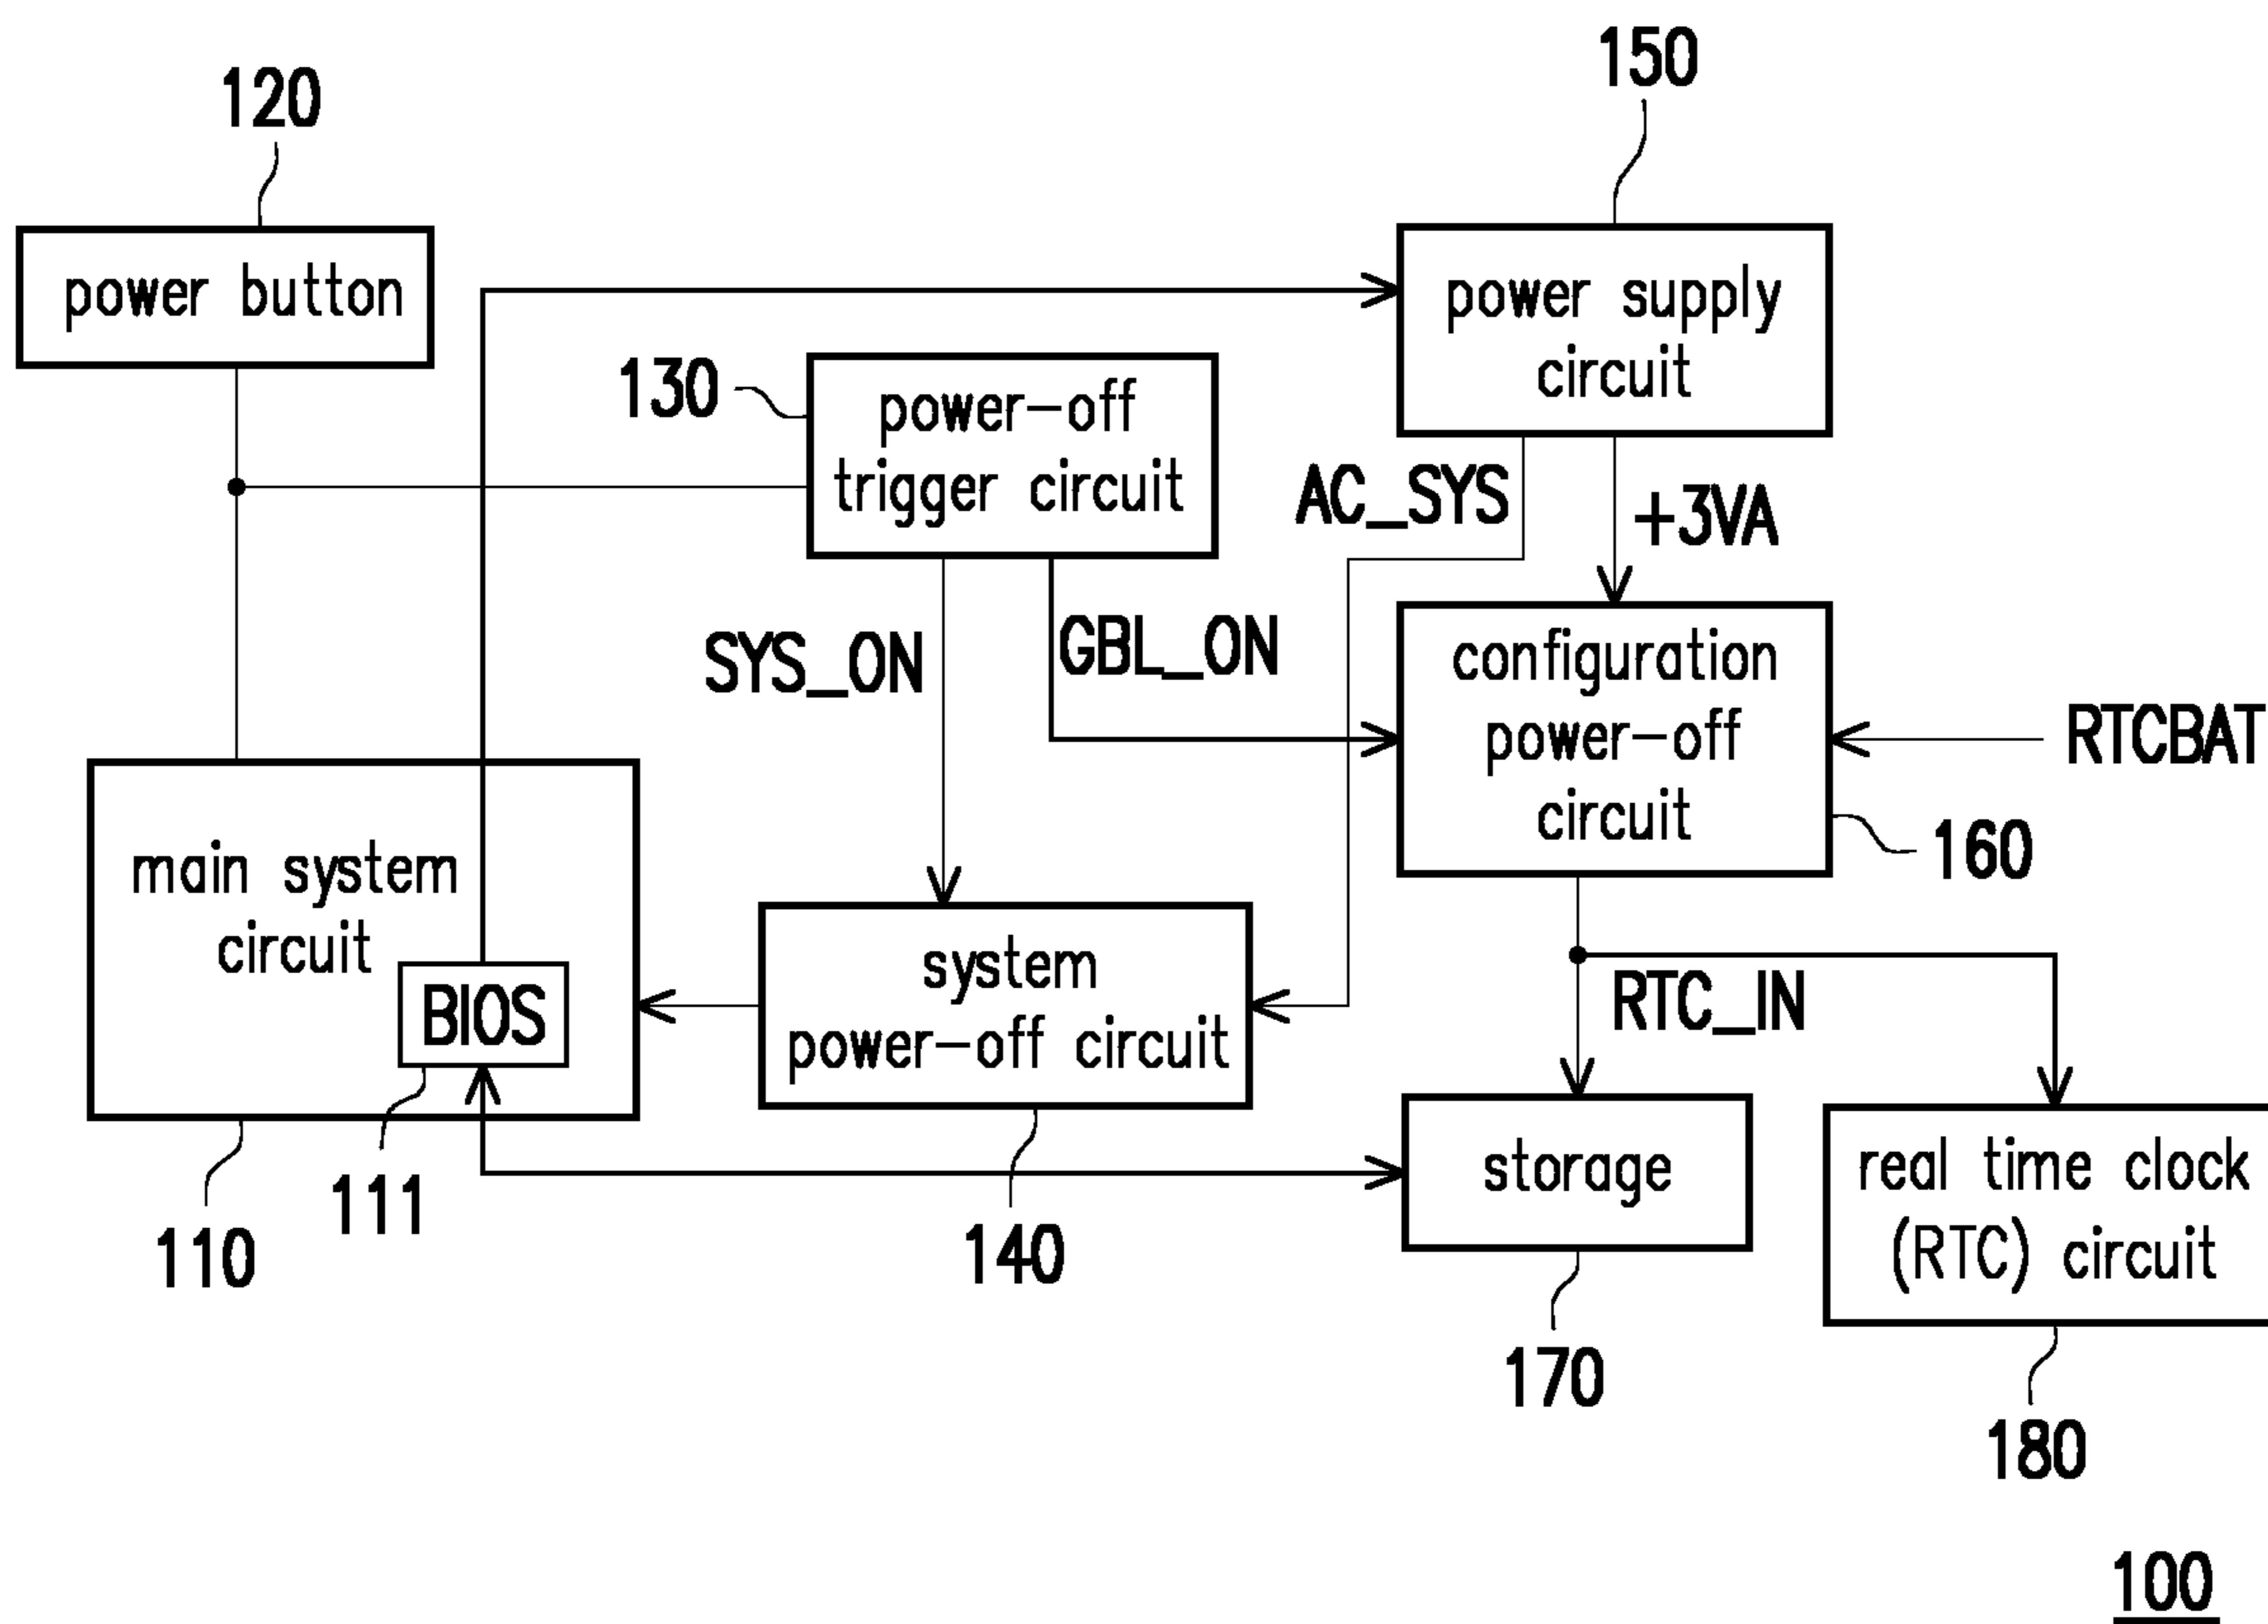 150
120
power button
power supply
circuit
130
power-off
trigger circuit
AC_SYS
+3VA
SYS_ON
GBL_ON
configuration
power-off
circuit
RTCBAT
160
main system
circuit
BIOS
system
power-off circuit
RTC_IN
storage
real time clock
(RTC) circuit
111
110
140
170
180
100